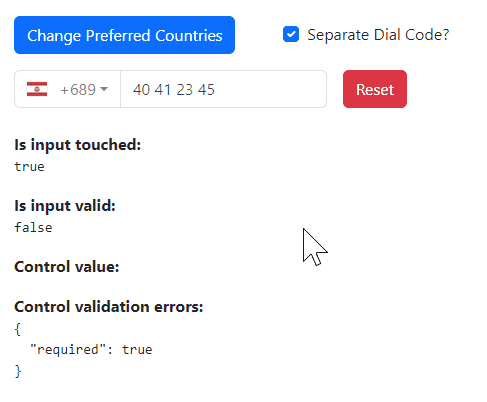 Change Preferred Countries Separate Dial Code?
+689 40 41 23 45 Reset
Is input touched:
true
Is input valid:
false
Control value:
Control validation errors:
{
  "required": true
}